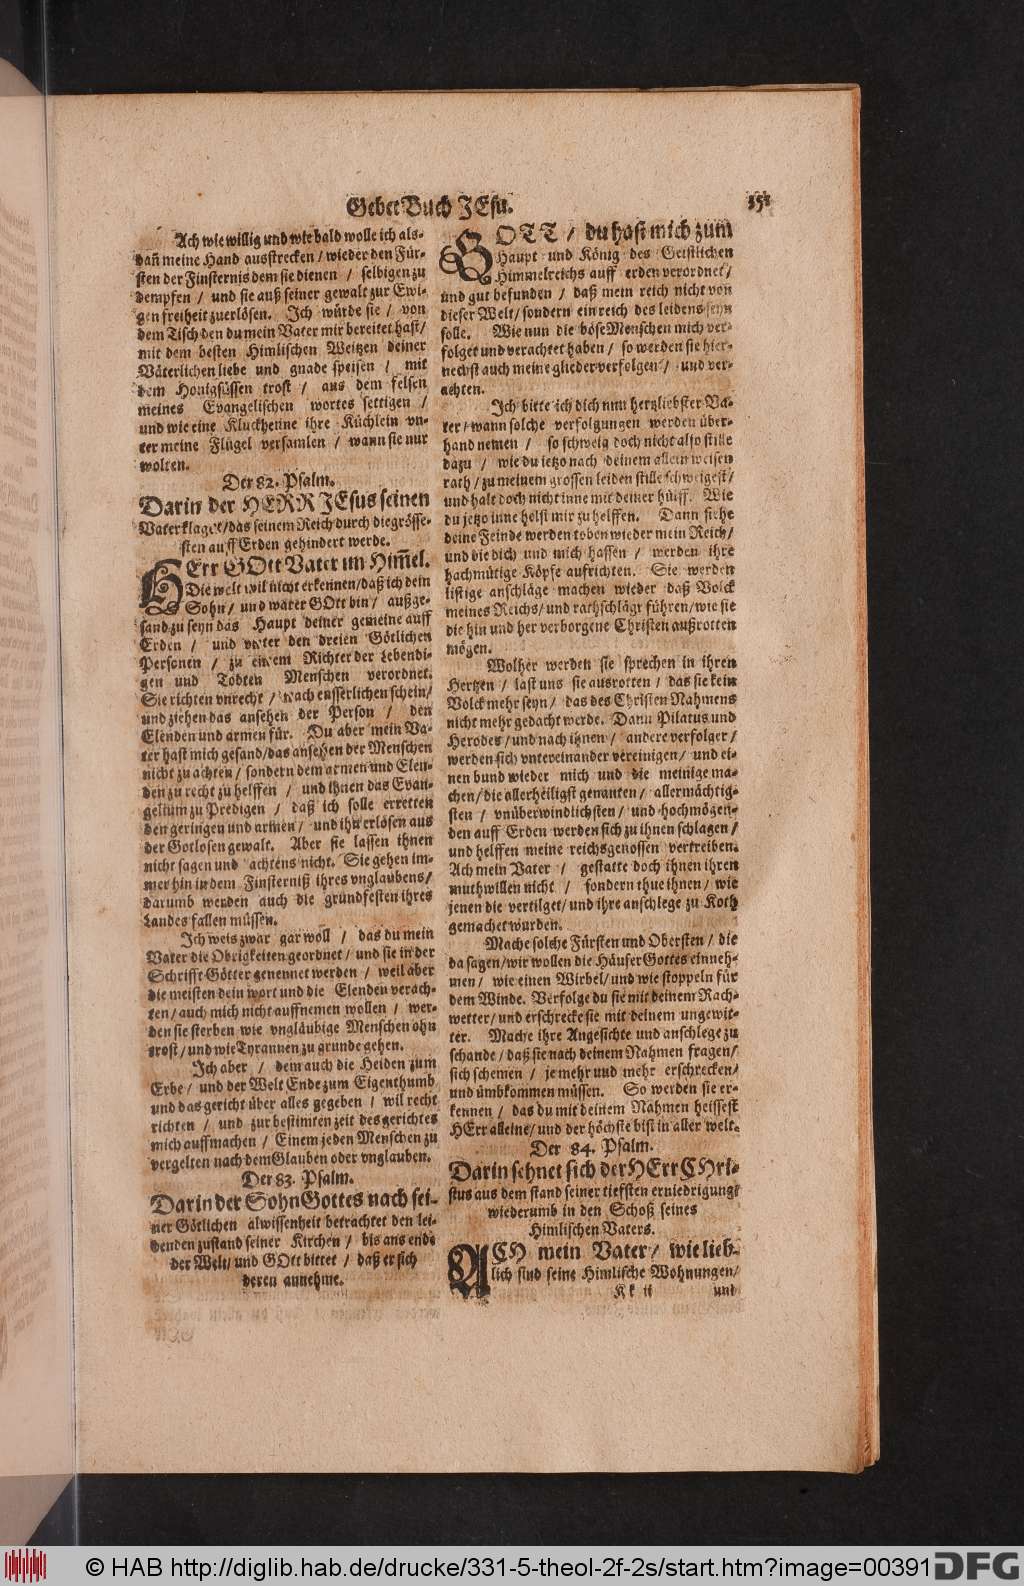 Gebet Buch JEsu.
151
Ach wie willig und wie bald wolle ich als-
dañ meine Hand ausstrecken / wieder den Für-
sten der Finsternis dem sie dienen / selbigen zu
dempfen / und sie auß seiner gewalt zur Ewi-
gen freiheit zuerlösen. Ich würde sie / von
dem Tisch den du mein Vater mir bereitet hast /
mit dem besten Himlischen Weitzen deiner
Väterlichen liebe und gnade speisen / mit
dem Honigsüssen trost / aus dem felsen
meines Evangelischen wortes settigen /
und wie eine Kluckhenne ihre Küchlein vn-
ter meine Flügel versamlen / wann sie nur
wolten.
Der 82. Psalm.
Darin der HERR JEsus seinen
Vater klaget / das seinem Reich durch die grösse-
sten auff Erden gehindert werde.
HErr GOtt Vater im Him̃el.
Die welt wil nicht erkennen / daß ich dein
Sohn / und warer GOtt bin / außge-
sand zu seyn das Haupt deiner gemeine auff
Erden / und vnter den dreien Götlichen
Personen / zu einem Richter der Lebendi-
gen und Todten Menschen verordnet.
Sie richten vnrecht / nach eusserlichen schein /
und ziehen das ansehen der Person / den
Elenden und armen für. Du aber mein Va-
ter hast mich gesand / das ansehen der Menschen
nicht zu achten / sondern dem armen und Elen-
den zu recht zu helffen / und ihnen das Evan-
gelium zu Predigen / daß ich solle erretten
den geringen und armen / und ihn erlösen aus
der Gotlosen gewalt. Aber sie lassen ihnen
nicht sagen und achtens nicht. Sie gehen im-
mer hin in dem Finsterniß ihres vnglaubens /
darumb werden auch die grundfesten ihres
Landes fallen müssen.
Ich weis zwar gar woll / das du mein
Vater die Obrigkeiten geordnet / und sie in der
Schrifft Götter genennet werden / weil aber
die meisten dein wort und die Elenden verach-
ten / auch mich nicht auffnemen wollen / wer-
den sie sterben wie vngläubige Menschen ohn
trost / und wie Tyrannen zu grunde gehen.
Ich aber / dem auch die Heiden zum
Erbe / und der Welt Ende zum Eigenthumb
und das gericht über alles gegeben / wil recht
richten / und zur bestimten zeit des gerichtes
mich auffmachen / Einem jeden Menschen zu
vergelten nach dem Glauben oder vnglauben.
Der 83. Psalm.
Darin der Sohn Gottes nach sei-
ner Götlichen alwissenheit betrachtet den lei-
denden zustand seiner Kirchen / bis ans ende
der Welt / und GOtt bittet / daß er sich
deren annehme.
GOTT / du hast mich zum
Haupt und König des Geistlichen
Himmelreichs auff erden verordnet /
und gut befunden / daß mein reich nicht von
dieser Welt / sondern ein reich des leidens seyn
solle. Wie nun die böse Menschen mich ver-
folget und verachtet haben / so werden sie hier-
nechst auch meine glieder verfolgen / und ver-
achten.
Ich bitte ich dich nun hertzliebster Va-
ter / wann solche verfolgungen werden über-
hand nemen / so schweig doch nicht also stille
dazu / wie du ietzo nach deinem allein weisen
rath / zu meinem grossen leiden stille schweigest /
und halt doch nicht inne mit deiner hülff. Wie
du jetzo inne helst mir zu helffen. Dann siehe
deine Feinde werden toben wieder mein Reich /
und die dich und mich hassen / werden ihre
hachmütige Köpfe aufrichten. Sie werden
listige anschläge machen wieder daß Volck
meines Reichs / und rathschläge führen / wie sie
die hin und her verborgene Christen außrotten
mögen.
Wolher werden sie sprechen in ihren
Hertzen / last uns sie ausrotten / das sie kein
Volck mehr seyn / das des Christen Nahmens
nicht mehr gedacht werde. Dann Pilatus und
Herodes / und nach ihnen / andere verfolger /
werden sich vntereinander vereinigen / und ei-
nen bund wieder mich und die meinige ma-
chen / die allerheiligst genanten / allermächtig-
sten / vnüberwindlichsten / und hochmögen-
den auff Erden werden sich zu ihnen schlagen /
und helffen meine reichsgenossen vertreiben.
Ach mein Vater / gestatte doch ihnen ihren
muthwillen nicht / sondern thue ihnen / wie
jenen die vertilget / und ihre anschlege zu Koth
gemachet wurden.
Mache solche Fürsten und Obersten / die
da sagen / wir wollen die Häuser Gottes einneh-
men / wie einen Wirbel / und wie stoppeln für
dem Winde. Verfolge du sie mit deinem Rach-
wetter / und erschrecke sie mit deinem ungewit-
ter. Mache ihre Angesichte und anschlege zu
schande / daß sie nach deinem Nahmen fragen /
sich schemen / je mehr und mehr erschrecken /
und ümbkommen müssen. So werden sie er-
kennen / das du mit deinem Nahmen heissest
HErr alleine / und der höchste bist in aller welt.
Der 84. Psalm.
Darin sehnet sich der HErr CHri-
stus aus dem stand seiner tiefsten erniedrigung
wiederumb in den Schoß seines
Himlischen Vaters.
ACH mein Vater / wie lieb-
lich sind seine Himlische Wohnungen /
Kk ii
und
© HAB http://diglib.hab.de/drucke/331-5-theol-2f-2s/start.htm?image=00391
DFG